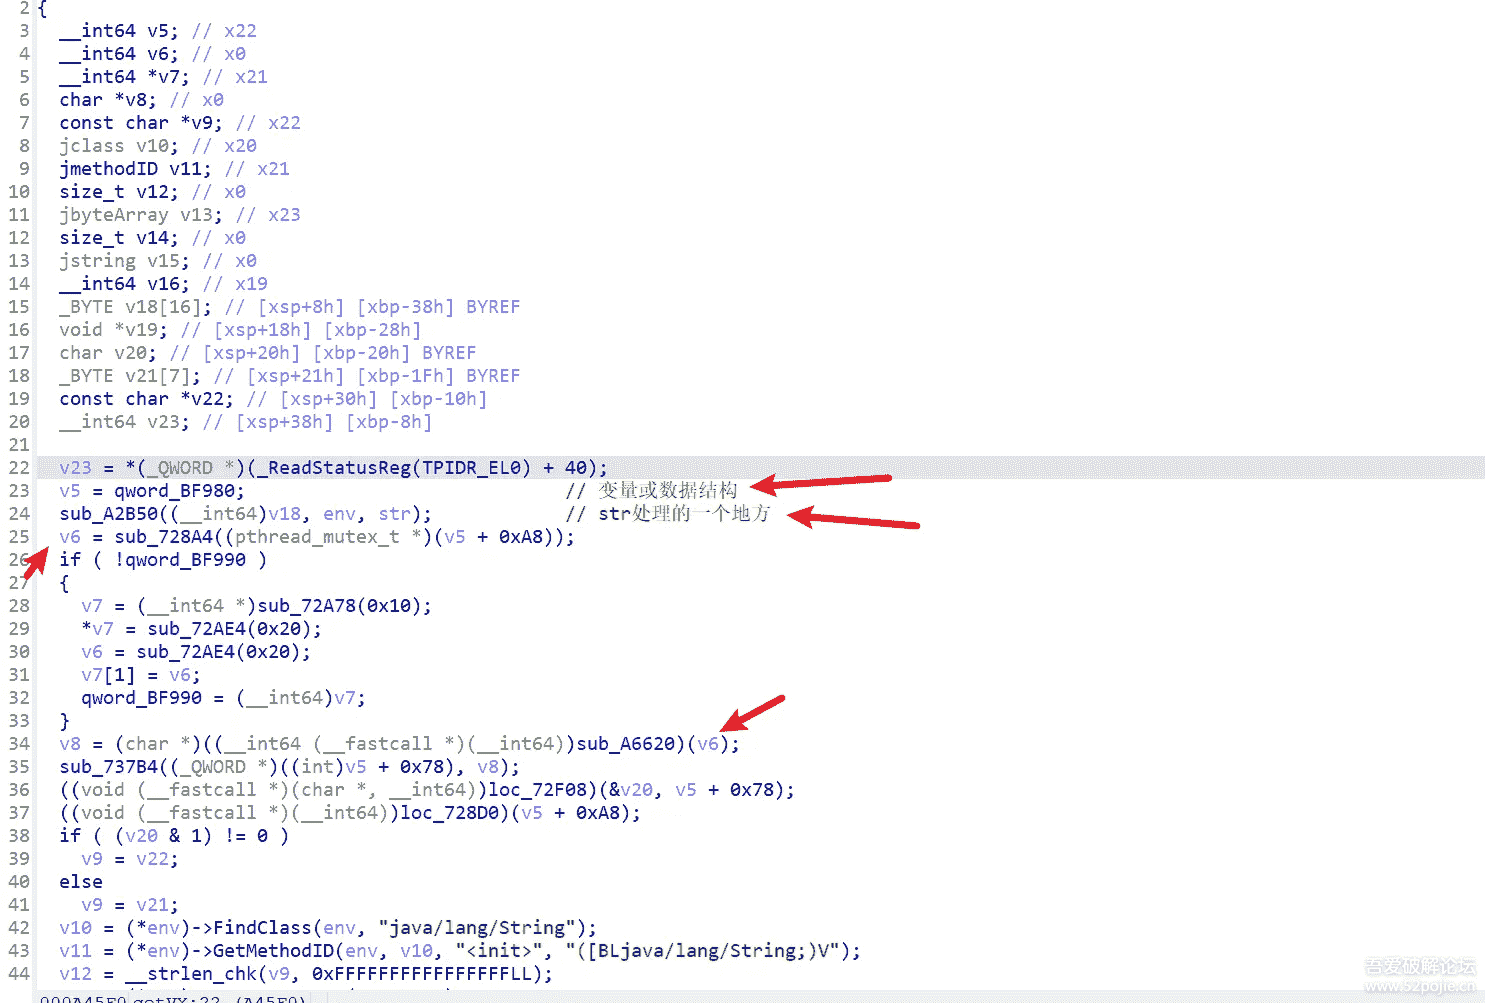 2 {
3 __int64 v5; // x22
4 __int64 v6; // x0
5 __int64 *v7; // x21
6 char *v8; // x0
7 const char *v9; // x22
8 jclass v10; // x20
9 jmethodID v11; // x21
10 size_t v12; // x0
11 jbyteArray v13; // x23
12 size_t v14; // x0
13 jstring v15; // x0
14 __int64 v16; // x19
15 _BYTE v18[16]; // [xsp+8h] [xbp-38h] BYREF
16 void *v19; // [xsp+18h] [xbp-28h]
17 char v20; // [xsp+20h] [xbp-20h] BYREF
18 _BYTE v21[7]; // [xsp+21h] [xbp-1Fh] BYREF
19 const char *v22; // [xsp+30h] [xbp-10h]
20 __int64 v23; // [xsp+38h] [xbp-8h]
21
22 v23 = *(_QWORD *)(_ReadStatusReg(TPIDR_EL0) + 40);
23 v5 = qword_BF980; // 变量或数据结构
24 sub_A2B50((__int64)v18, env, str); // str处理的一个地方
25 v6 = sub_728A4((pthread_mutex_t *)(v5 + 0xA8));
26 if ( !qword_BF990 )
27 {
28 v7 = (__int64 *)sub_72A78(0x10);
29 *v7 = sub_72AE4(0x20);
30 v6 = sub_72AE4(0x20);
31 v7[1] = v6;
32 qword_BF990 = (__int64)v7;
33 }
34 v8 = (char *)((__int64 (__fastcall *)(__int64))sub_A6620)(v6);
35 sub_737B4((_QWORD *)((int)v5 + 0x78), v8);
36 ((void (__fastcall *)(char *, __int64))loc_72F08)(&v20, v5 + 0x78);
37 ((void (__fastcall *)(__int64))loc_728D0)(v5 + 0xA8);
38 if ( (v20 & 1) != 0 )
39 v9 = v22;
40 else
41 v9 = v21;
42 v10 = (*env)->FindClass(env, "java/lang/String");
43 v11 = (*env)->GetMethodID(env, v10, "<init>", "([BLjava/lang/String;)V");
44 v12 = __strlen_chk(v9, 0xFFFFFFFFFFFFFFFFLL);
吾爱破解论坛
www.52pojie.cn